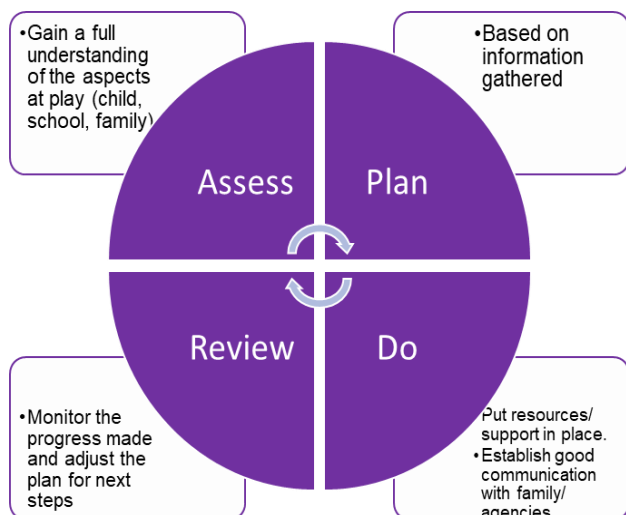 •Gain a full
understanding
of the aspects
at play (child,
school, family)
•Based on
information
gathered
Assess
Plan
Review
Do
•Monitor the
progress made
and adjust the
plan for next
steps
Put resources/
support in place.
•Establish good
communication
with family/
agencies